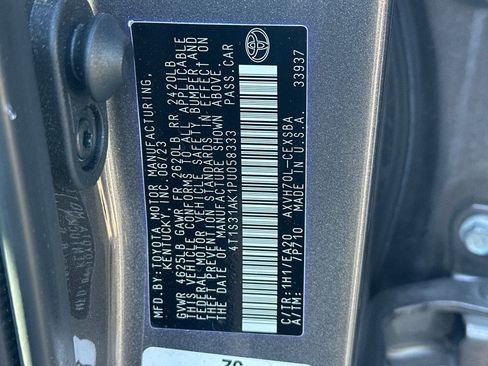 MFD.BY: TOYOTA MOTOR MANUFACTURING,
KENTUCKY, INC. 06/23
GVWR 4625LB GAWR FR 2620LB RR 2420LB
THIS VEHICLE CONFORMS TO ALL APPLICABLE
FEDERAL MOTOR VEHICLE SAFETY, BUMPER, AND
THEFT PREVENTION STANDARDS IN EFFECT ON
THE DATE OF MANUFACTURE SHOWN ABOVE.
4T1S31AK1PU058333 PASS.CAR
C/TR: 1H1/EA20 AXVH70L-CEXSBA
A/TM: /P710 MADE IN U.S.A. 33937
TOYOTA